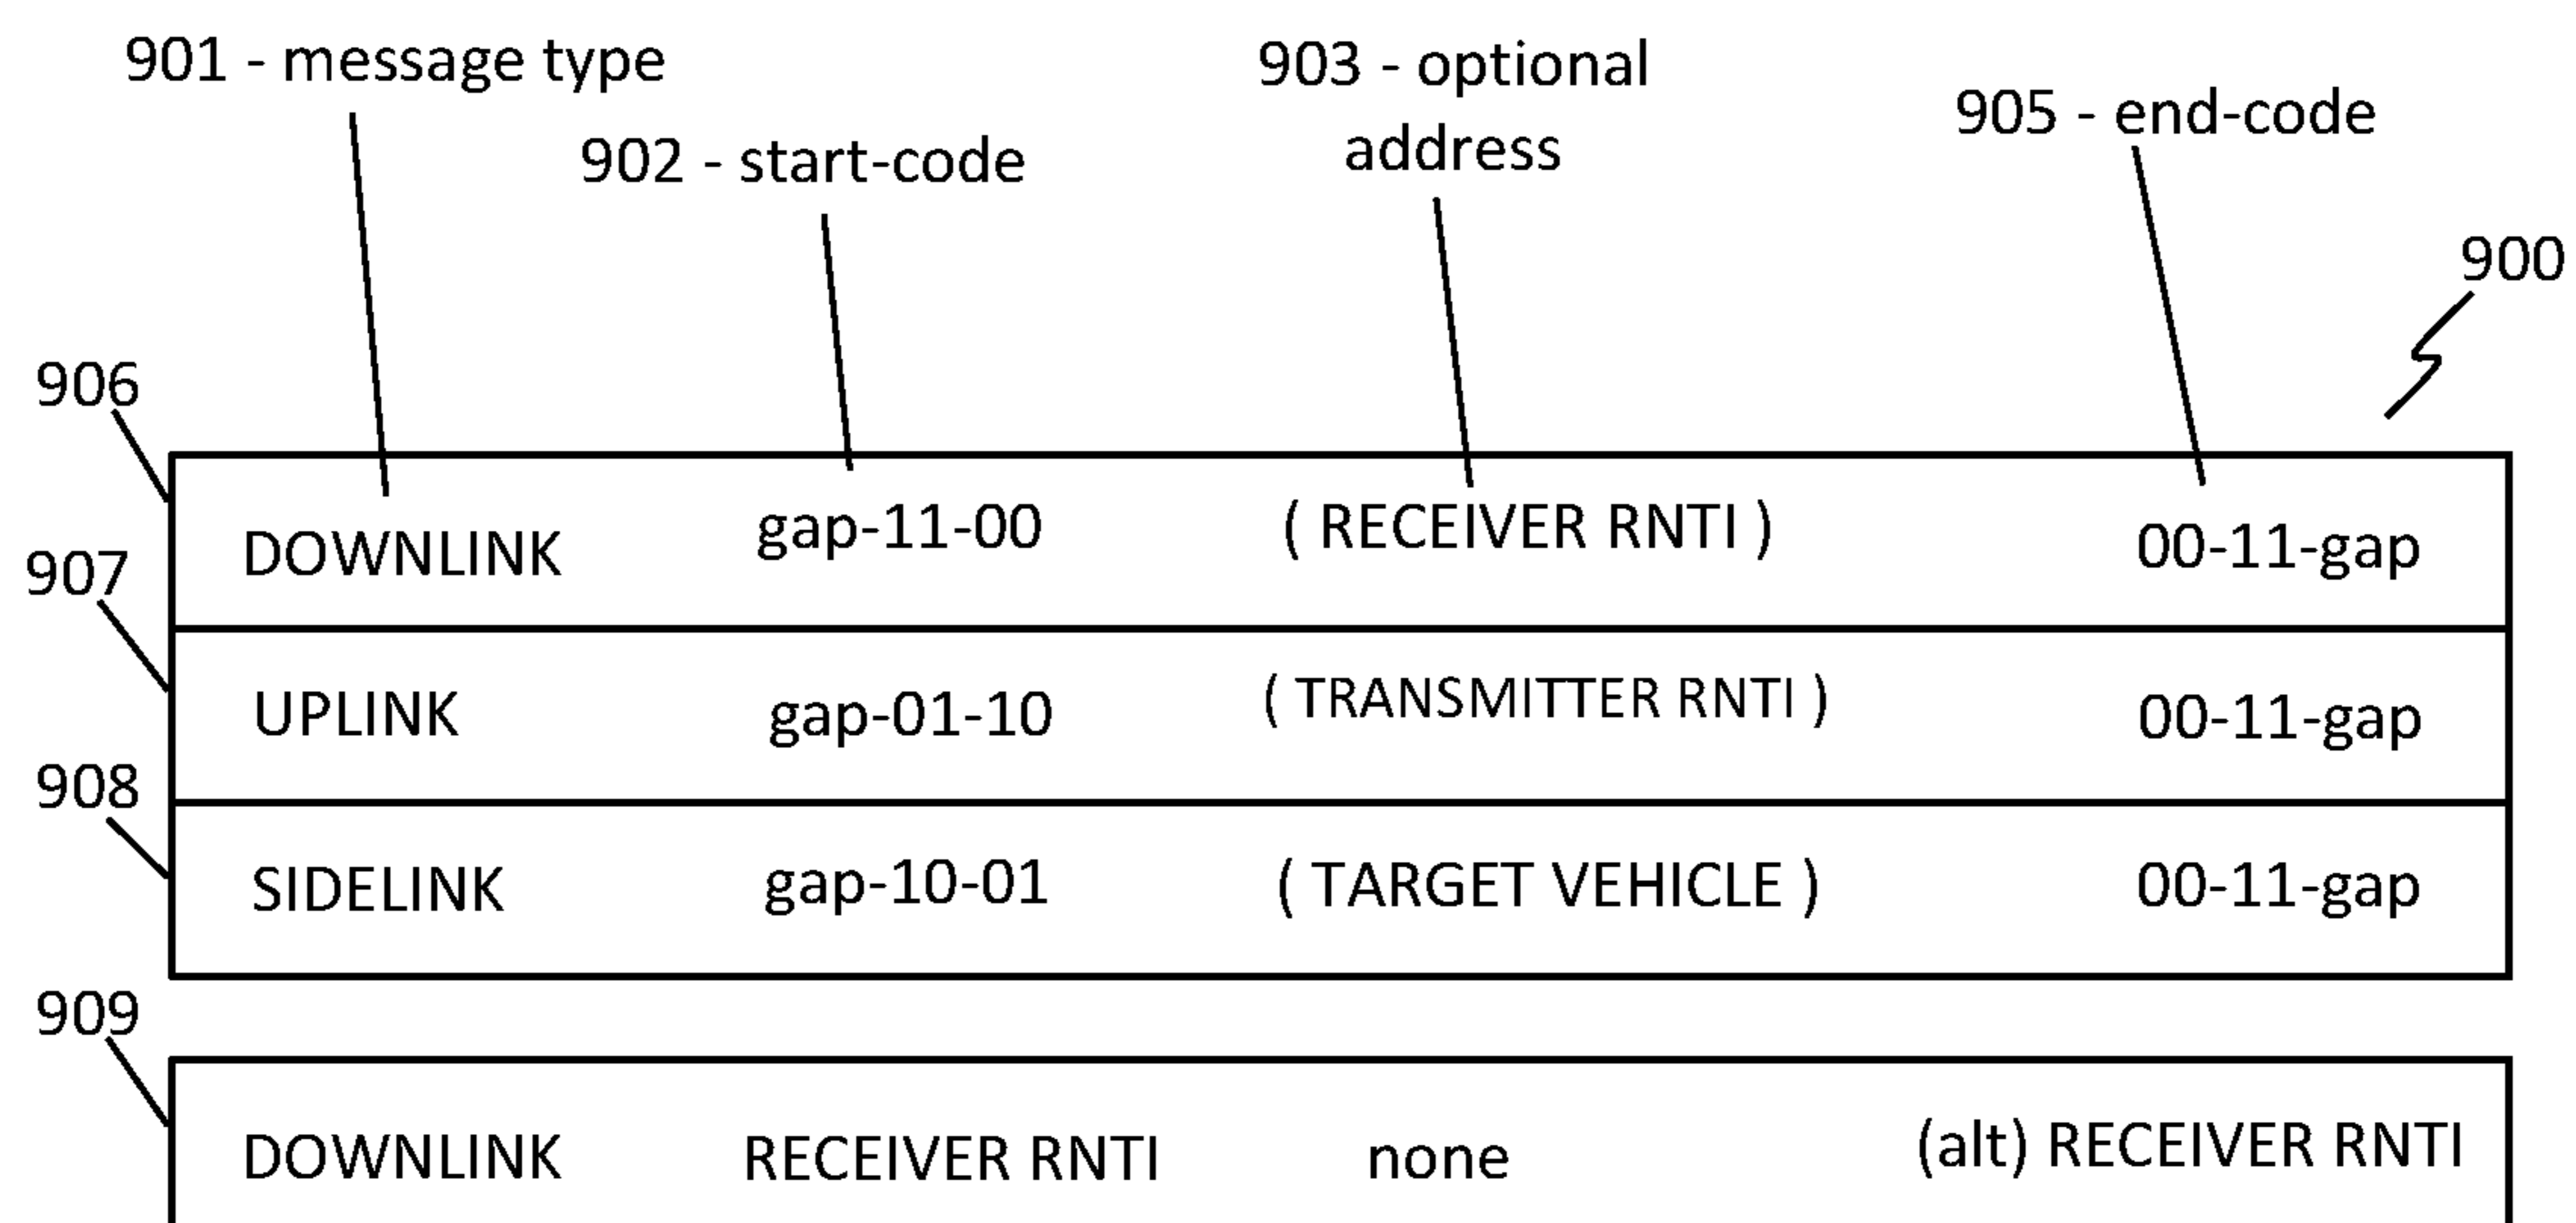 901 - message type
902 - start-code
903 - optional
address
905 - end-code
900
906
DOWNLINK gap-11-00 ( RECEIVER RNTI ) 00-11-gap
907
UPLINK gap-01-10 ( TRANSMITTER RNTI ) 00-11-gap
908
SIDELINK gap-10-01 ( TARGET VEHICLE ) 00-11-gap
909
DOWNLINK RECEIVER RNTI none (alt) RECEIVER RNTI